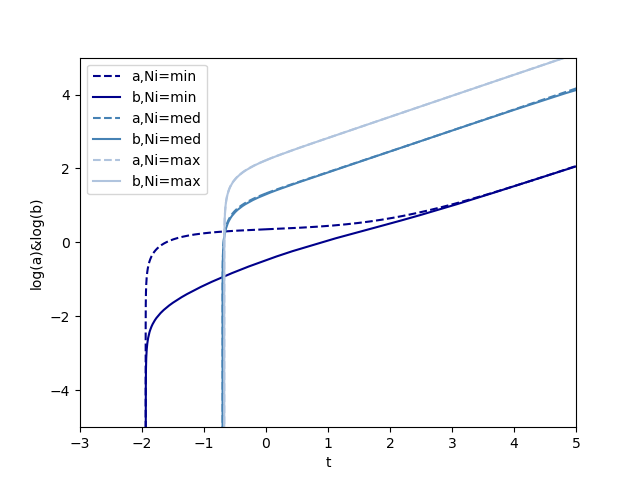 a,Ni=min
b,Ni=min
a,Ni=med
b,Ni=med
a,Ni=max
b,Ni=max
log(a)&log(b)
4
2
0
−2
−4
−3 −2 −1 0 1 2 3 4 5
t